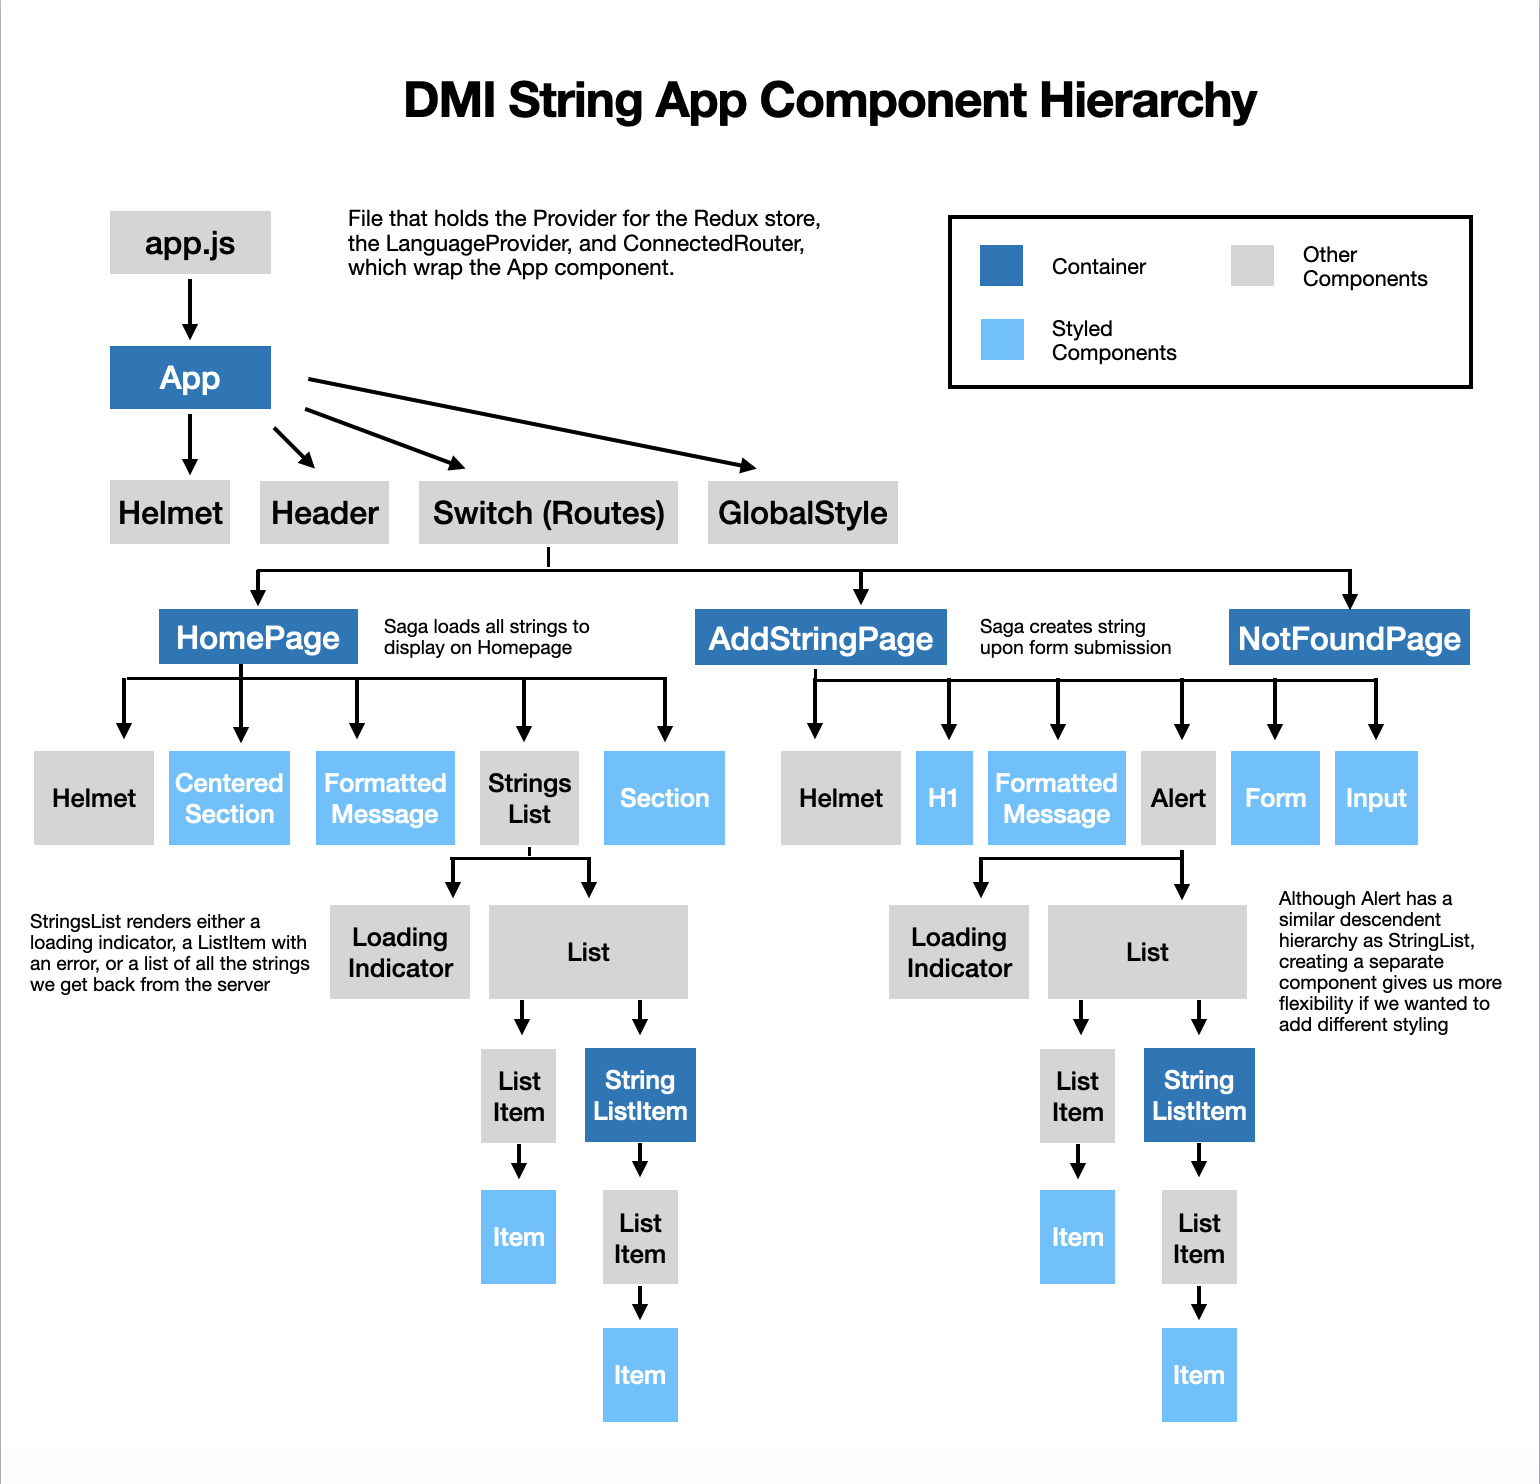 DMI String App Component Hierarchy
app.js
File that holds the Provider for the Redux store,
the LanguageProvider, and ConnectedRouter,
which wrap the App component.
Container
Other
Components
Styled
Components
App
Helmet
Header
Switch (Routes)
GlobalStyle
HomePage
Saga loads all strings to
display on Homepage
AddStringPage
Saga creates string
upon form submission
NotFoundPage
Helmet
Centered
Section
Formatted
Message
Strings
List
Section
Helmet
H1
Formatted
Message
Alert
Form
Input
StringsList renders either a
loading indicator, a ListItem with
an error, or a list of all the strings
we get back from the server
Loading
Indicator
List
Loading
Indicator
List
Although Alert has a
similar descendent
hierarchy as StringList,
creating a separate
component gives us more
flexibility if we wanted to
add different styling
List
Item
String
ListItem
List
Item
String
ListItem
Item
List
Item
Item
List
Item
Item
Item